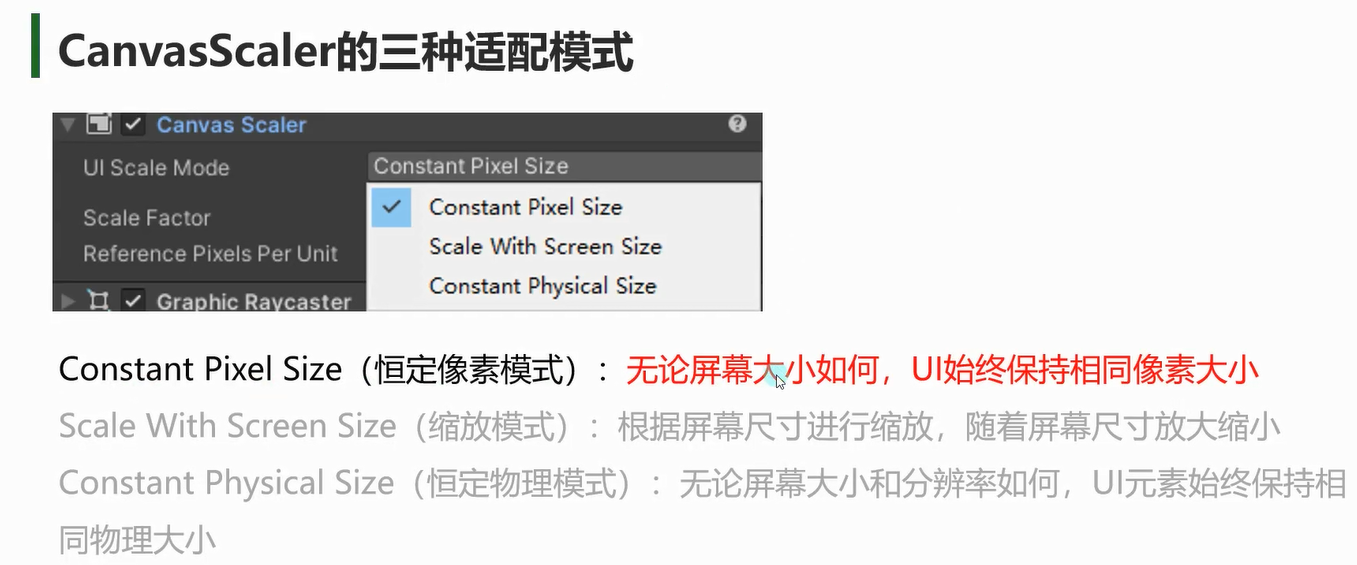 CanvasScaler的三种适配模式
Canvas Scaler
UI Scale Mode
Constant Pixel Size
Constant Pixel Size
Scale Factor
Scale With Screen Size
Reference Pixels Per Unit
Constant Physical Size
Graphic Raycaster
Constant Pixel Size（恒定像素模式）：无论屏幕大小如何，UI始终保持相同像素大小
Scale With Screen Size（缩放模式）：根据屏幕尺寸进行缩放，随着屏幕尺寸放大缩小
Constant Physical Size（恒定物理模式）：无论屏幕大小和分辨率如何，UI元素始终保持相
同物理大小